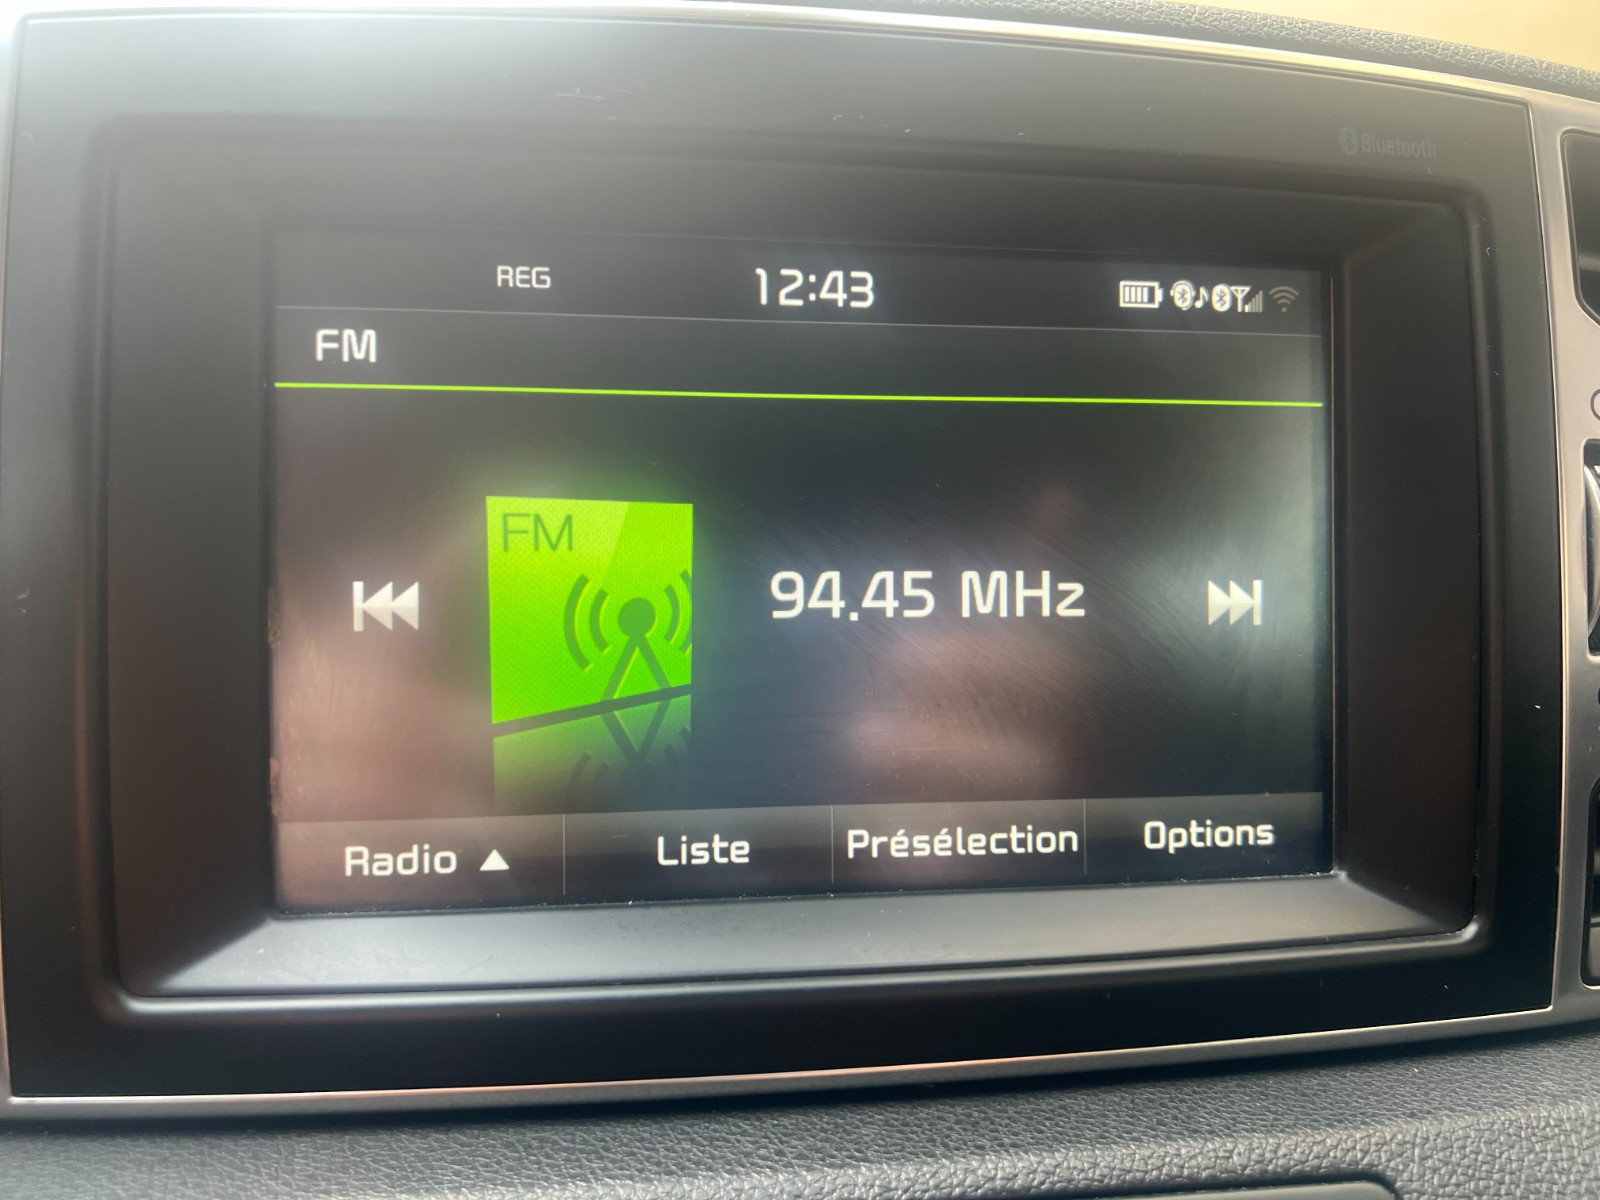 Bluetooth
REG 12:43
FM
FM
94.45 MHz
Radio Liste Présélection Options